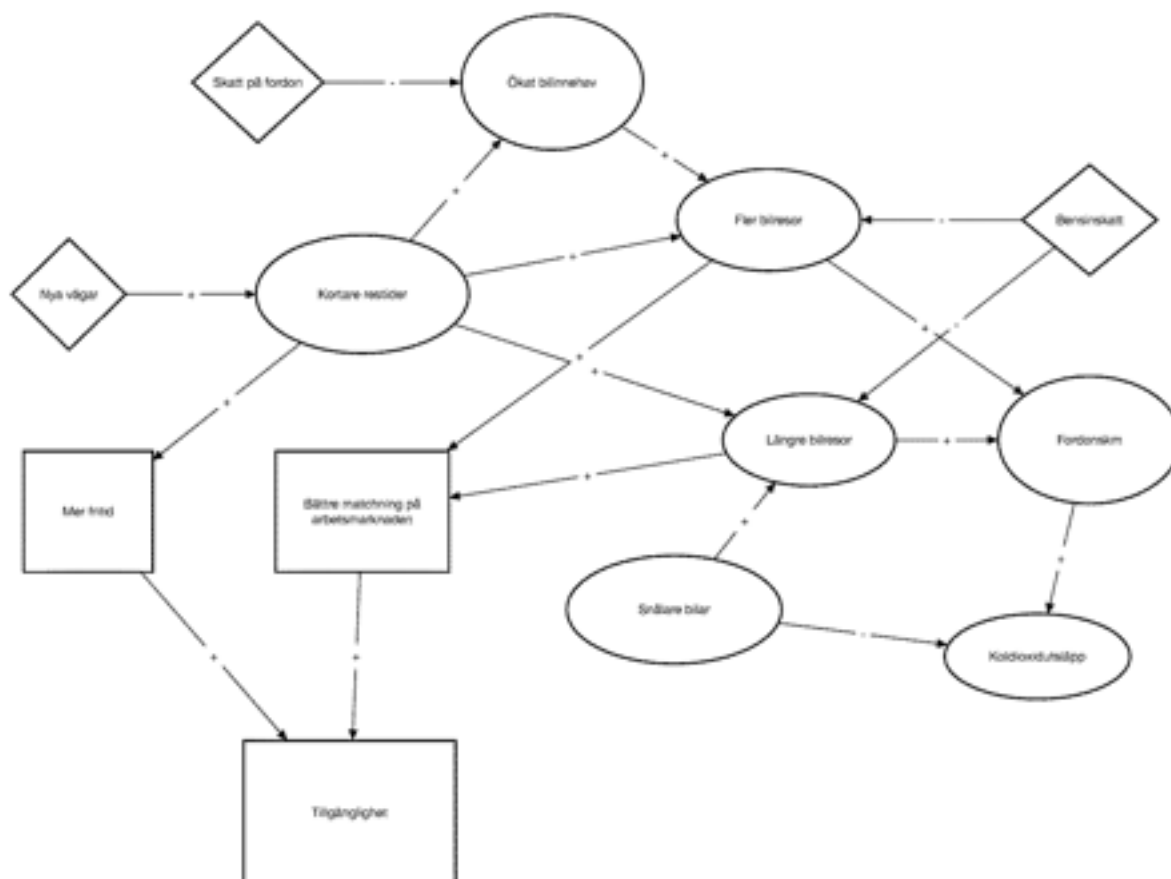 Skatt på fordon
Ökat bilinnehav
Fler bilresor
Bensinskatt
Nya vägar
Kortare restider
Längre bilresor
Fordonskm
Mer fritid
Bättre matchning på
arbetsmarknaden
Snålare bilar
Koldioxidutsläpp
Tillgänglighet
-
+
+
-
+
+
+
-
+
+
+
+
+
+
+
-
+
+
+